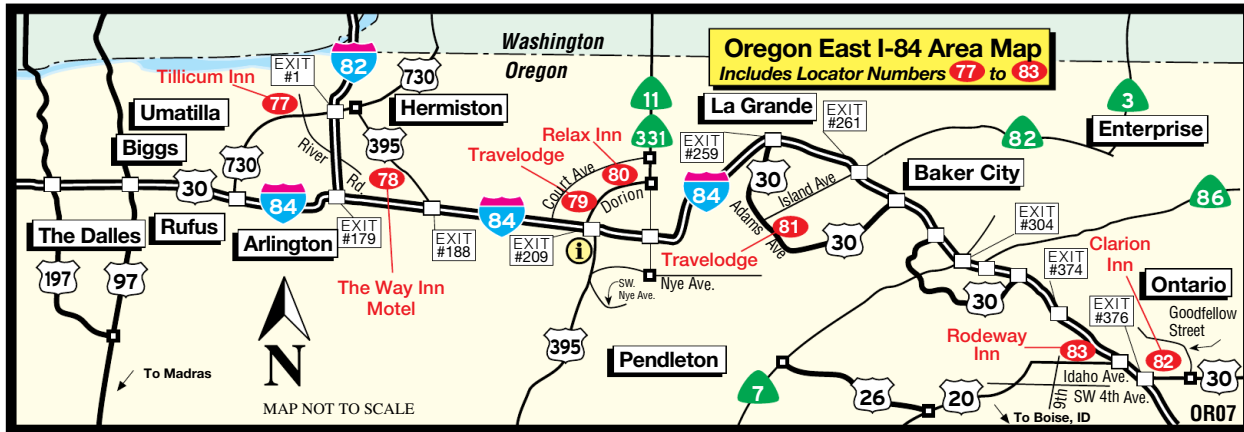 Washington
Oregon
Oregon East I-84 Area Map
Includes Locator Numbers 77 to 83
Tillicum Inn
77
EXIT
#1
82
730
Hermiston
Umatilla
Biggs
730
River
Rd.
395
78
30
84
Rufus
Arlington
The Dalles
197
97
EXIT
#179
The Way Inn
Motel
EXIT
#188
84
EXIT
#209
i
Relax Inn
Travelodge
Court Ave
80
79
Dorion
11
331
84
SW.
Nye Ave.
Nye Ave.
395
Pendleton
La Grande
EXIT
#259
EXIT
#261
30
Island Ave
Adams Ave
81
Travelodge
30
82
3
Enterprise
Baker City
86
EXIT
#304
30
EXIT
#374
Clarion
Inn
EXIT
#376
Ontario
Goodfellow
Street
Rodeway
Inn
83
82
30
Idaho Ave.
SW 4th Ave.
9th
7
26
20
To Boise, ID
OR07
To Madras
N
MAP NOT TO SCALE